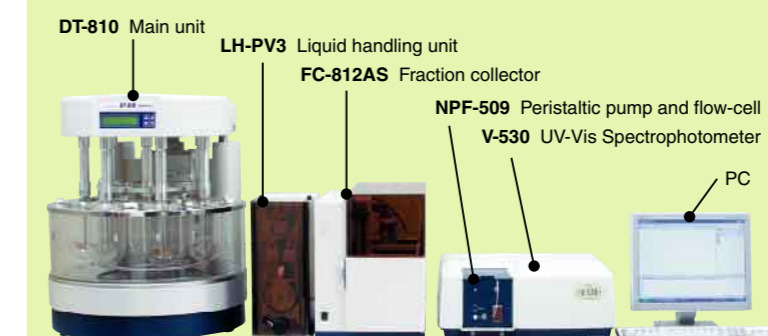 DT-810 Main unit
LH-PV3 Liquid handling unit
FC-812AS Fraction collector
NPF-509 Peristaltic pump and flow-cell
V-530 UV-Vis Spectrophotometer
PC